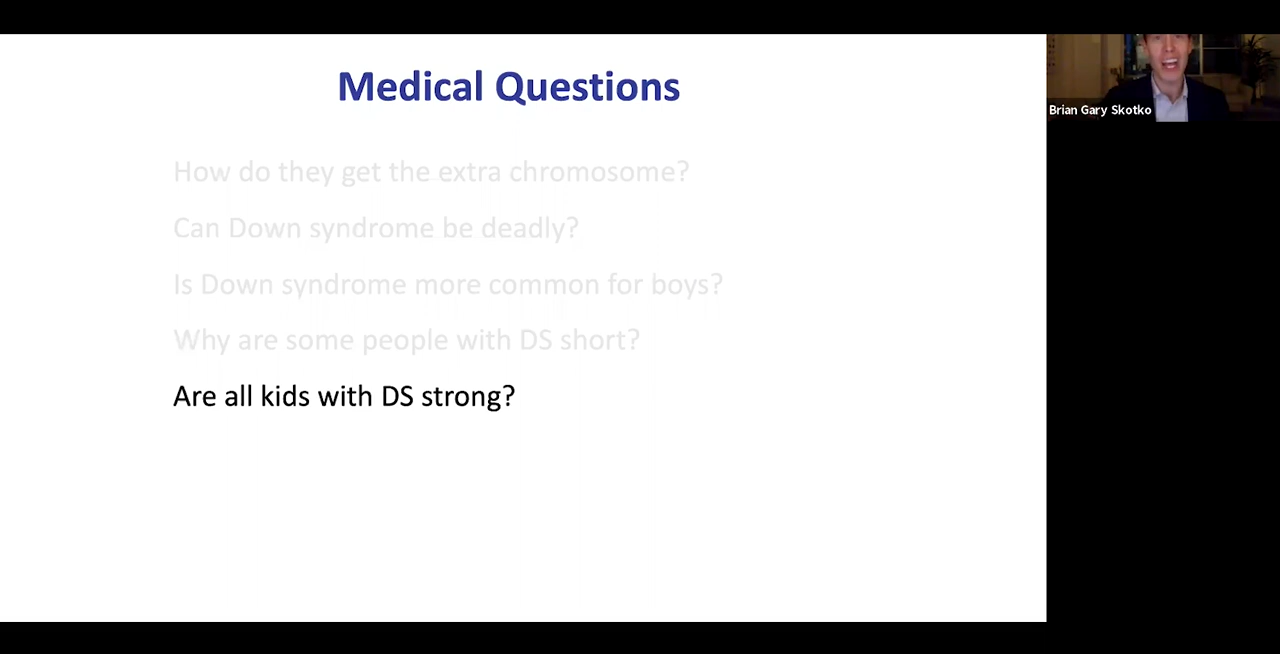 Medical Questions
Brian Gary Skotko
How do they get the extra chromosome?
Can Down syndrome be deadly?
Is Down syndrome more common for boys?
Why are some people with DS short?
Are all kids with DS strong?